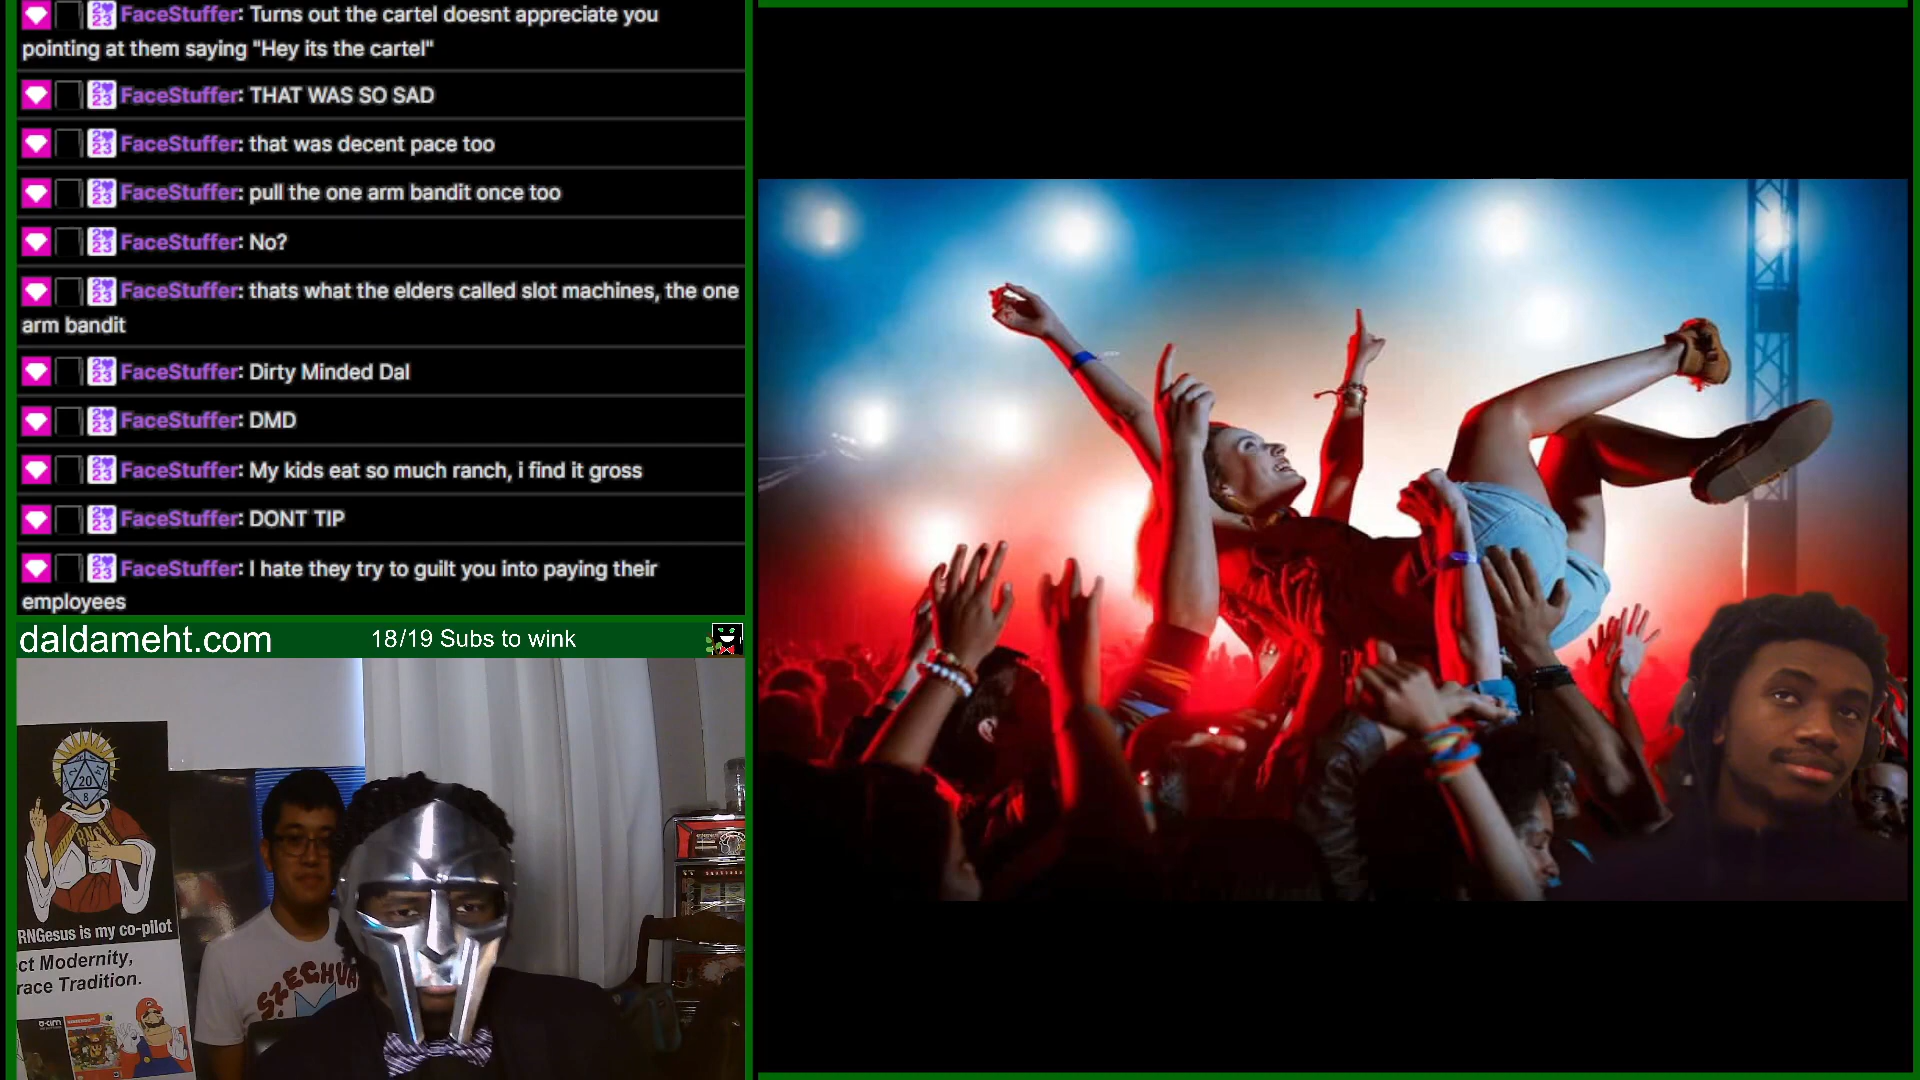 FaceStuffer: Turns out the cartel doesnt appreciate you
pointing at them saying "Hey its the cartel"
FaceStuffer: THAT WAS SO SAD
FaceStuffer: that was decent pace too
FaceStuffer: pull the one arm bandit once too
FaceStuffer: No?
FaceStuffer: thats what the elders called slot machines, the one
arm bandit
FaceStuffer: Dirty Minded Dal
FaceStuffer: DMD
FaceStuffer: My kids eat so much ranch, i find it gross
FaceStuffer: DONT TIP
FaceStuffer: I hate they try to guilt you into paying their
employees
daldameht.com
18/19 Subs to wink
20
8
RNGesus is my co-pilot
ect Modernity,
race Tradition.
SZECHUA